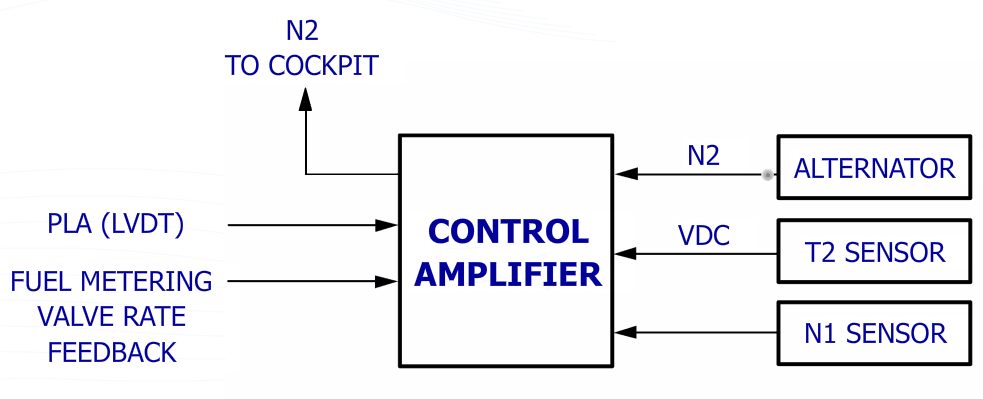 N2
TO COCKPIT
N2
ALTERNATOR
PLA (LVDT)
CONTROL
AMPLIFIER
VDC
T2 SENSOR
FUEL METERING
VALVE RATE
FEEDBACK
N1 SENSOR